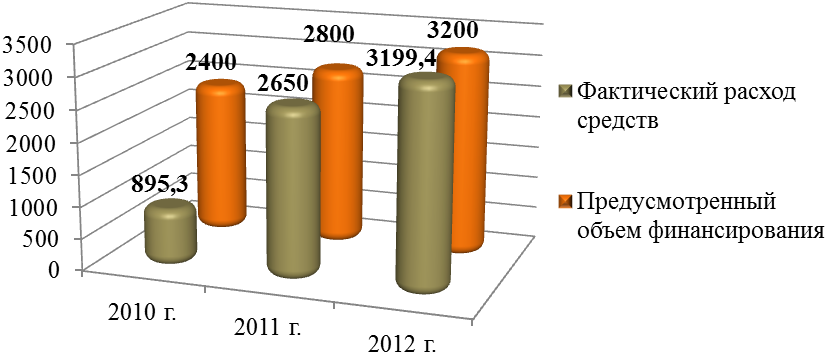 3500
3000
2500
2000
1500
1000
500
0
895,3
2400
2650
2800
3199,4
3200
2010 г.
2011 г.
2012 г.
Фактический расход
средств
Предусмотренный
объем финансирования